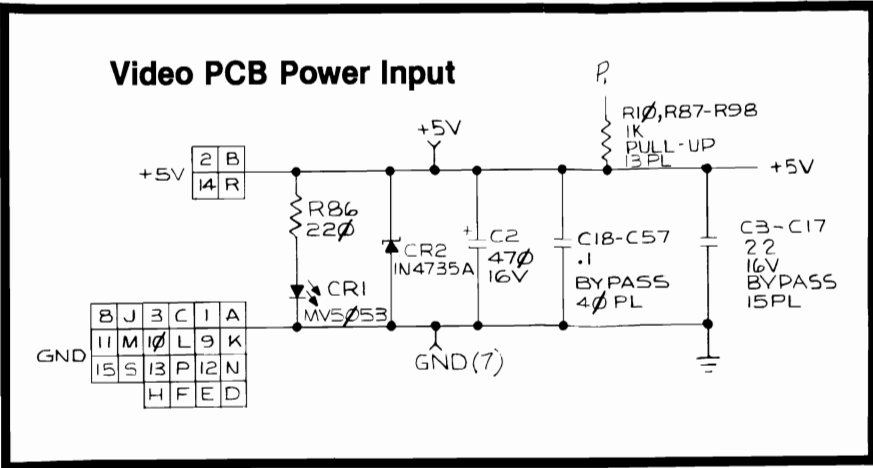 Video PCB Power Input
P1
R1Ø,R87-R98
1K
PULL-UP
13PL
+5V
+5V
+5V
2 B
14 R
R86
22Ø
CR2
1N4735A
+
C2
47Ø
16V
C18-C57
.1
BYPASS
4Ø PL
C3-C17
22
16V
BYPASS
15PL
CR1
MV5Ø53
GND
8 J 3 C 1 A
11 M 1Ø L 9 K
15 S 13 P 12 N
H F E D
GND(7)